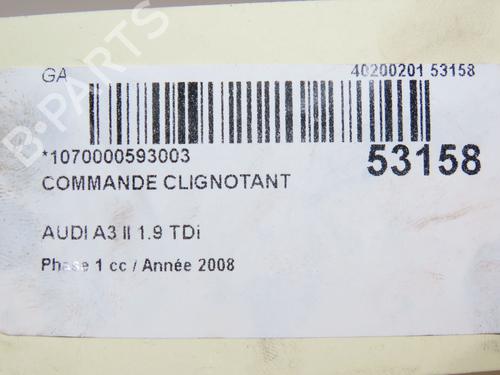 GA
40200201 53158
*1070000593003
53158
COMMANDE CLIGNOTANT
AUDI A3 II 1.9 TDi
Phase 1 cc / Année 2008
B-PARTS